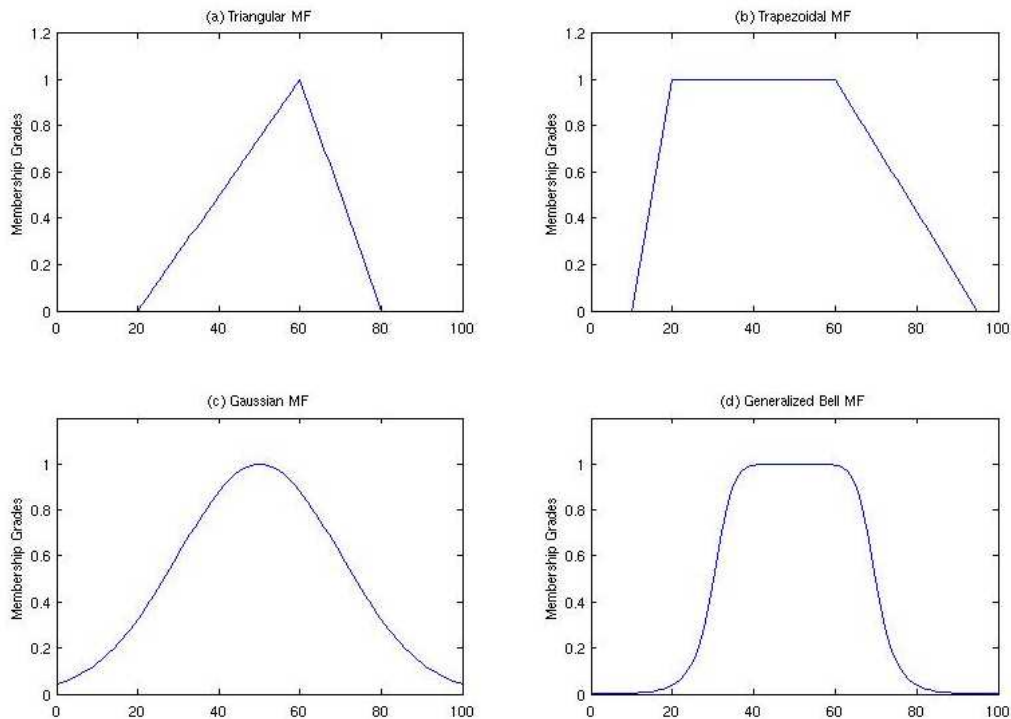 (a) Triangular MF
1.2
1
0.8
0.6
0.4
0.2
0
Membership Grades
0 20 40 60 80 100
(b) Trapezoidal MF
1.2
1
0.8
0.6
0.4
0.2
0
Membership Grades
0 20 40 60 80 100
(c) Gaussian MF
1
0.8
0.6
0.4
0.2
0
Membership Grades
0 20 40 60 80 100
(d) Generalized Bell MF
1
0.8
0.6
0.4
0.2
0
Membership Grades
0 20 40 60 80 100